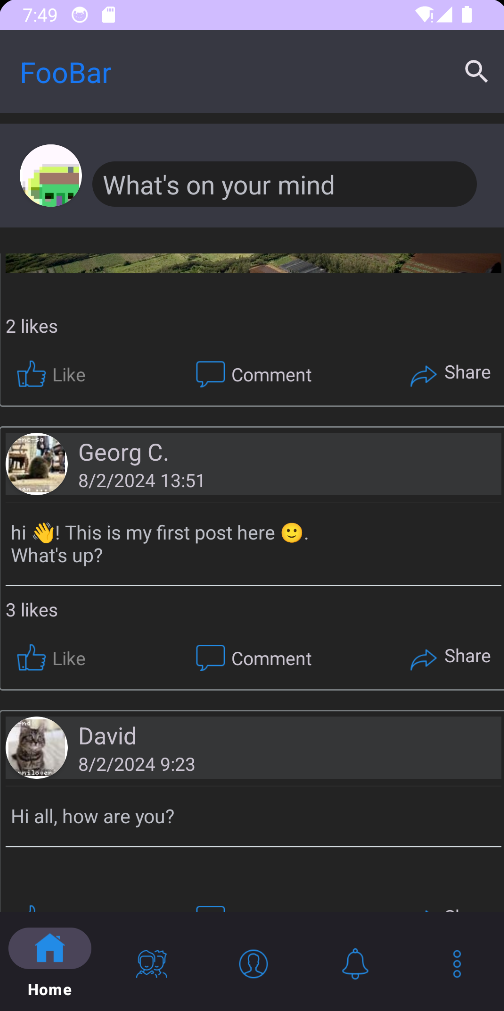 7:49
FooBar
What's on your mind
2 likes
Like Comment Share
Georg C.
8/2/2024 13:51
hi 👋! This is my first post here 🙂.
What's up?
3 likes
Like Comment Share
David
8/2/2024 9:23
Hi all, how are you?
Home